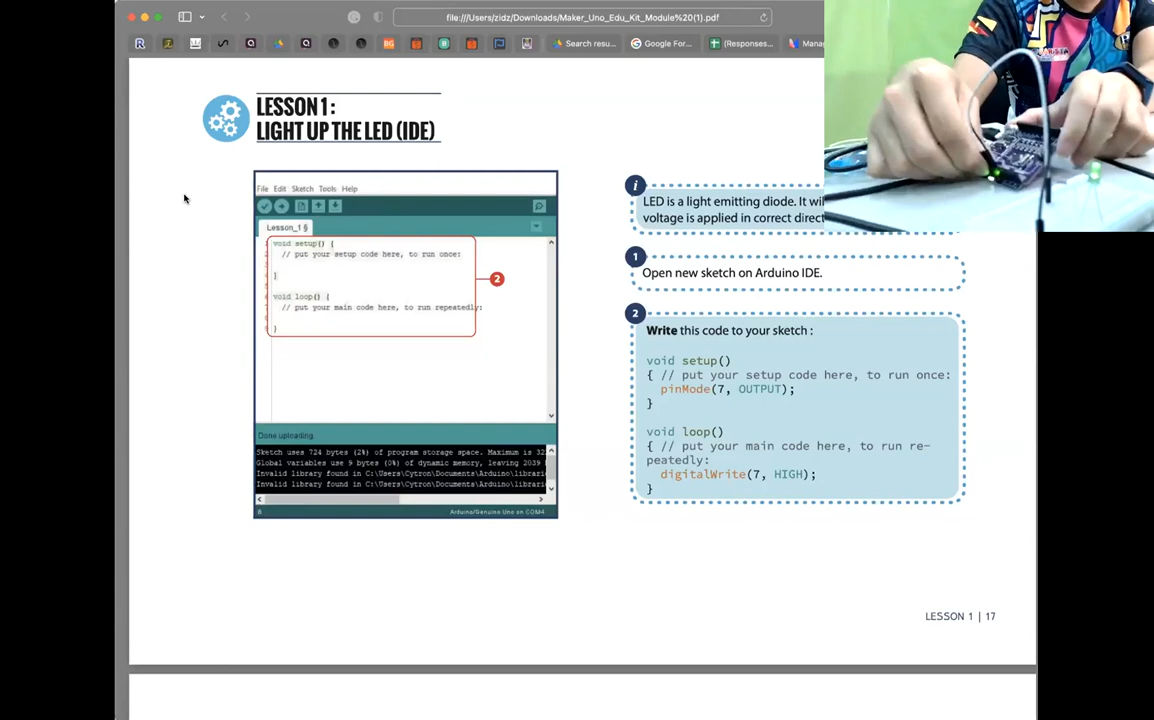 file:///Users/zidz/Downloads/Maker_Uno_Edu_Kit_Module%20(1).pdf
Search resu...
Google For...
(Responses...
Manag
LESSON 1 :
LIGHT UP THE LED (IDE)
File Edit Sketch Tools Help
Lesson_1 §
void setup() {
// put your setup code here, to run once:
}
void loop() {
// put your main code here, to run repeatedly:
}
2
Done uploading.
Sketch uses 724 bytes (2%) of program storage space. Maximum is 32
Global variables use 9 bytes (0%) of dynamic memory, leaving 2039
Invalid library found in C:\Users\Cytron\Documents\Arduino\librari
Invalid library found in C:\Users\Cytron\Documents\Arduino\librari
Arduino/Genuino Uno on COM4
i
LED is a light emitting diode. It wil
voltage is applied in correct direct
1
Open new sketch on Arduino IDE.
2
Write this code to your sketch :
void setup()
{ // put your setup code here, to run once:
pinMode(7, OUTPUT);
}
void loop()
{ // put your main code here, to run re-
peatedly:
digitalWrite(7, HIGH);
}
LESSON 1 | 17